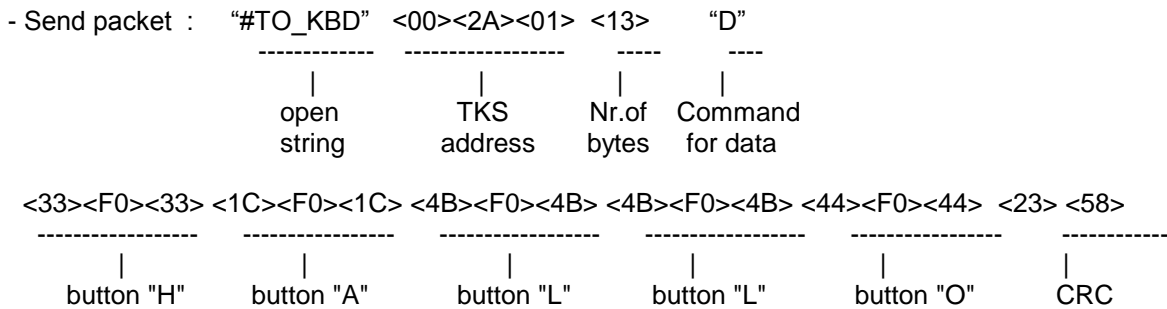 - Send packet : “#TO_KBD” <00><2A><01> <13> “D”
------------- ------------------ ----- ----
| | | |
open TKS Nr.of Command
string address bytes for data
<33><F0><33> <1C><F0><1C> <4B><F0><4B> <4B><F0><4B> <44><F0><44> <23> <58>
------------------ ----------------- ------------------ ------------------ ----------------- ------------
| | | | | |
button "H" button "A" button "L" button "L" button "O" CRC